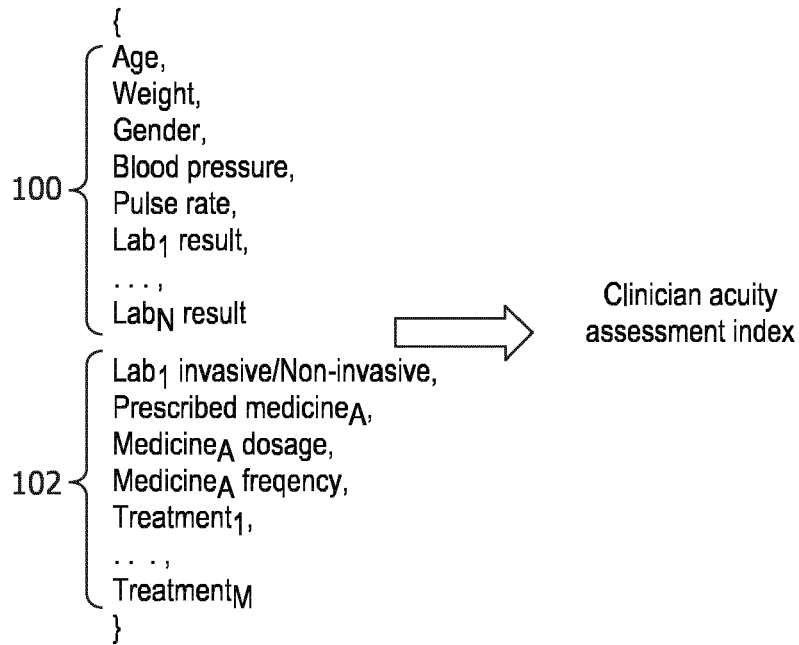 {
Age,
Weight,
Gender,
Blood pressure,
100
Pulse rate,
Lab1 result,
. . . ,
LabN result
Clinician acuity
assessment index
Lab1 invasive/Non-invasive,
Prescribed medicineA,
MedicineA dosage,
102
MedicineA freqency,
Treatment1,
. . . ,
TreatmentM
}